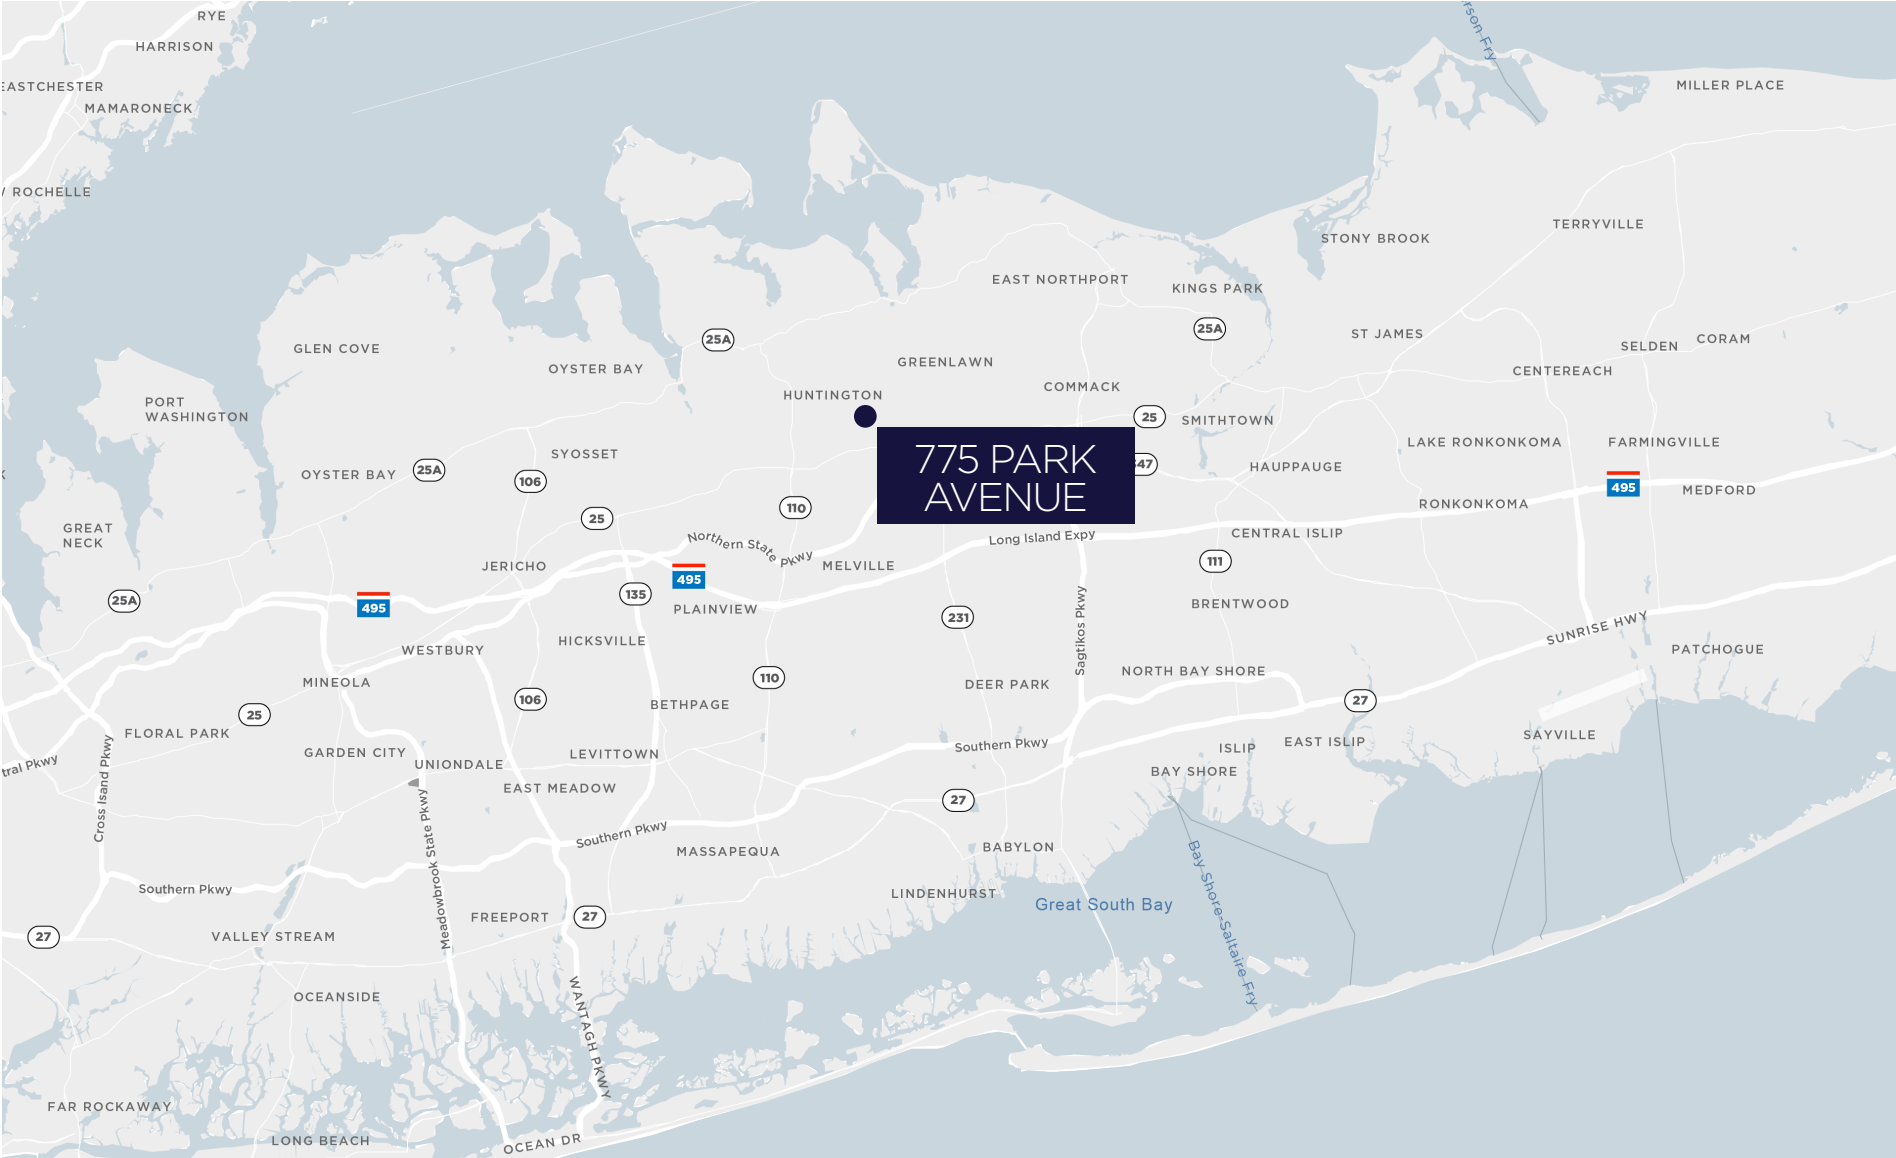 RYE
HARRISON
EASTCHESTER
MAMARONECK
ROCHELLE
erson Fry
MILLER PLACE
TERRYVILLE
STONY BROOK
EAST NORTHPORT
KINGS PARK
25A
25A
ST JAMES
CORAM
SELDEN
GLEN COVE
GREENLAWN
OYSTER BAY
CENTEREACH
COMMACK
HUNTINGTON
PORT
WASHINGTON
25
SMITHTOWN
LAKE RONKONKOMA
FARMINGVILLE
775 PARK
AVENUE
SYOSSET
347
HAUPPAUGE
OYSTER BAY
25A
106
495
MEDFORD
RONKONKOMA
110
25
GREAT
NECK
Northern State Pkwy
Long Island Expy
CENTRAL ISLIP
JERICHO
MELVILLE
111
495
135
25A
495
PLAINVIEW
BRENTWOOD
231
Sagtikos Pkwy
SUNRISE HWY
HICKSVILLE
WESTBURY
PATCHOGUE
NORTH BAY SHORE
MINEOLA
110
DEER PARK
106
27
BETHPAGE
25
FLORAL PARK
SAYVILLE
Southern Pkwy
ISLIP
EAST ISLIP
GARDEN CITY
LEVITTOWN
UNIONDALE
tral Pkwy
BAY SHORE
EAST MEADOW
Cross Island Pkwy
27
Southern Pkwy
MASSAPEQUA
BABYLON
Meadowbrook State Pkwy
Southern Pkwy
LINDENHURST
Great South Bay
Bay Shore-Saltaire Fry
FREEPORT
27
27
VALLEY STREAM
OCEANSIDE
WANTAGH PKWY
FAR ROCKAWAY
LONG BEACH
OCEAN DR